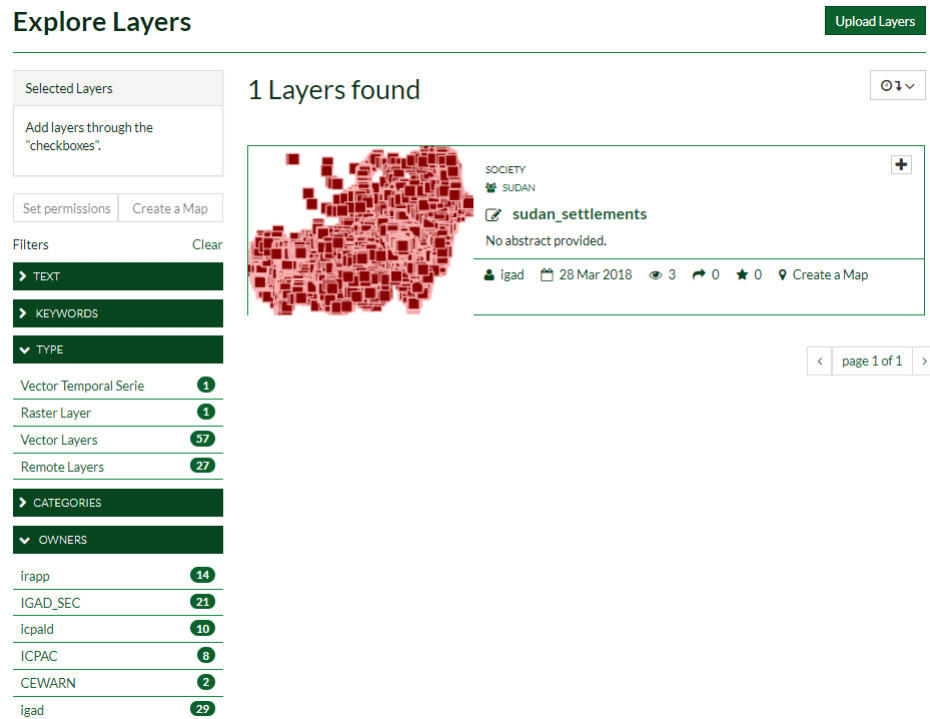 Explore Layers
Upload Layers
Selected Layers
Add layers through the
"checkboxes".
Set permissions
Create a Map
Filters
Clear
TEXT
KEYWORDS
TYPE
Vector Temporal Serie 1
Raster Layer 1
Vector Layers 57
Remote Layers 27
CATEGORIES
OWNERS
irapp 14
IGAD_SEC 21
icpald 10
ICPAC 8
CEWARN 2
igad 29
1 Layers found
SOCIETY
SUDAN
sudan_settlements
No abstract provided.
igad 28 Mar 2018 3 0 0 Create a Map
< page 1 of 1 >